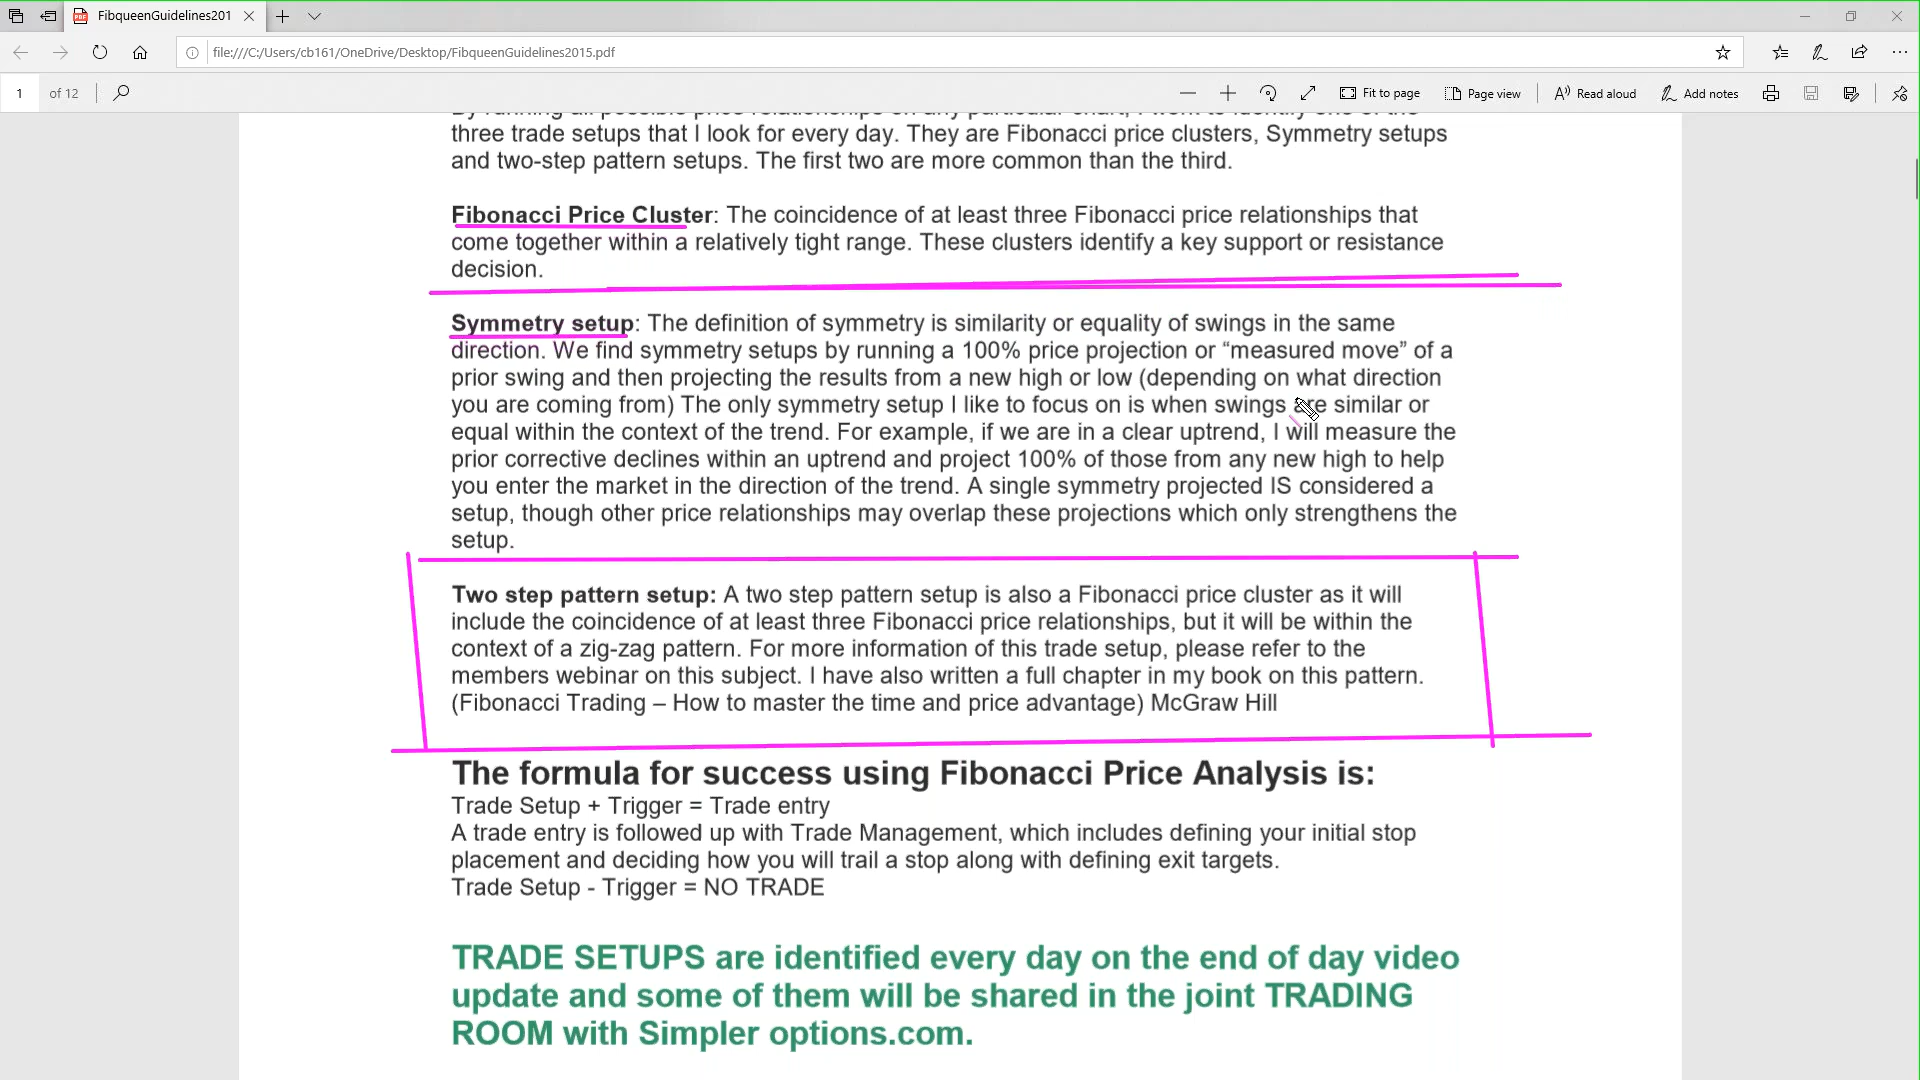 FibqueenGuidelines201
file:///C:/Users/cb161/OneDrive/Desktop/FibqueenGuidelines2015.pdf
1 of 12 Fit to page Page view Read aloud Add notes
By running all possible price relationships on any particular chart, I work to identify one of the
three trade setups that I look for every day. They are Fibonacci price clusters, Symmetry setups
and two-step pattern setups. The first two are more common than the third.
Fibonacci Price Cluster: The coincidence of at least three Fibonacci price relationships that
come together within a relatively tight range. These clusters identify a key support or resistance
decision.
Symmetry setup: The definition of symmetry is similarity or equality of swings in the same
direction. We find symmetry setups by running a 100% price projection or “measured move” of a
prior swing and then projecting the results from a new high or low (depending on what direction
you are coming from) The only symmetry setup I like to focus on is when swings are similar or
equal within the context of the trend. For example, if we are in a clear uptrend, I will measure the
prior corrective declines within an uptrend and project 100% of those from any new high to help
you enter the market in the direction of the trend. A single symmetry projected IS considered a
setup, though other price relationships may overlap these projections which only strengthens the
setup.
Two step pattern setup: A two step pattern setup is also a Fibonacci price cluster as it will
include the coincidence of at least three Fibonacci price relationships, but it will be within the
context of a zig-zag pattern. For more information of this trade setup, please refer to the
members webinar on this subject. I have also written a full chapter in my book on this pattern.
(Fibonacci Trading – How to master the time and price advantage) McGraw Hill
The formula for success using Fibonacci Price Analysis is:
Trade Setup + Trigger = Trade entry
A trade entry is followed up with Trade Management, which includes defining your initial stop
placement and deciding how you will trail a stop along with defining exit targets.
Trade Setup - Trigger = NO TRADE
TRADE SETUPS are identified every day on the end of day video
update and some of them will be shared in the joint TRADING
ROOM with Simpler options.com.